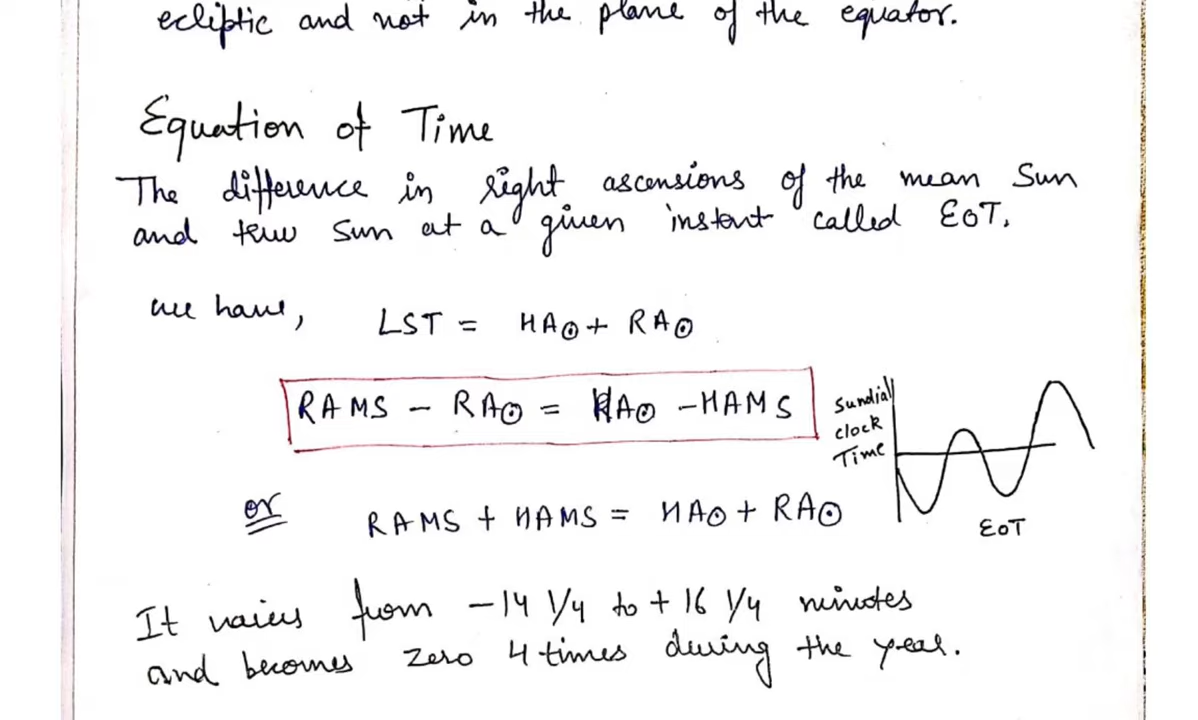 ecliptic and not in the plane of the equator.
Equation of Time
The difference in right ascensions of the mean Sun
and true Sun at a given instant called EoT.
we have, LST = HA☉ + RA☉
RAMS - RA☉ = HA☉ - HAMS
Sundial
clock
Time
or RAMS + HAMS = HA☉ + RA☉
EoT
It varies from -14 1/4 to + 16 1/4 minutes
and becomes zero 4 times during the year.